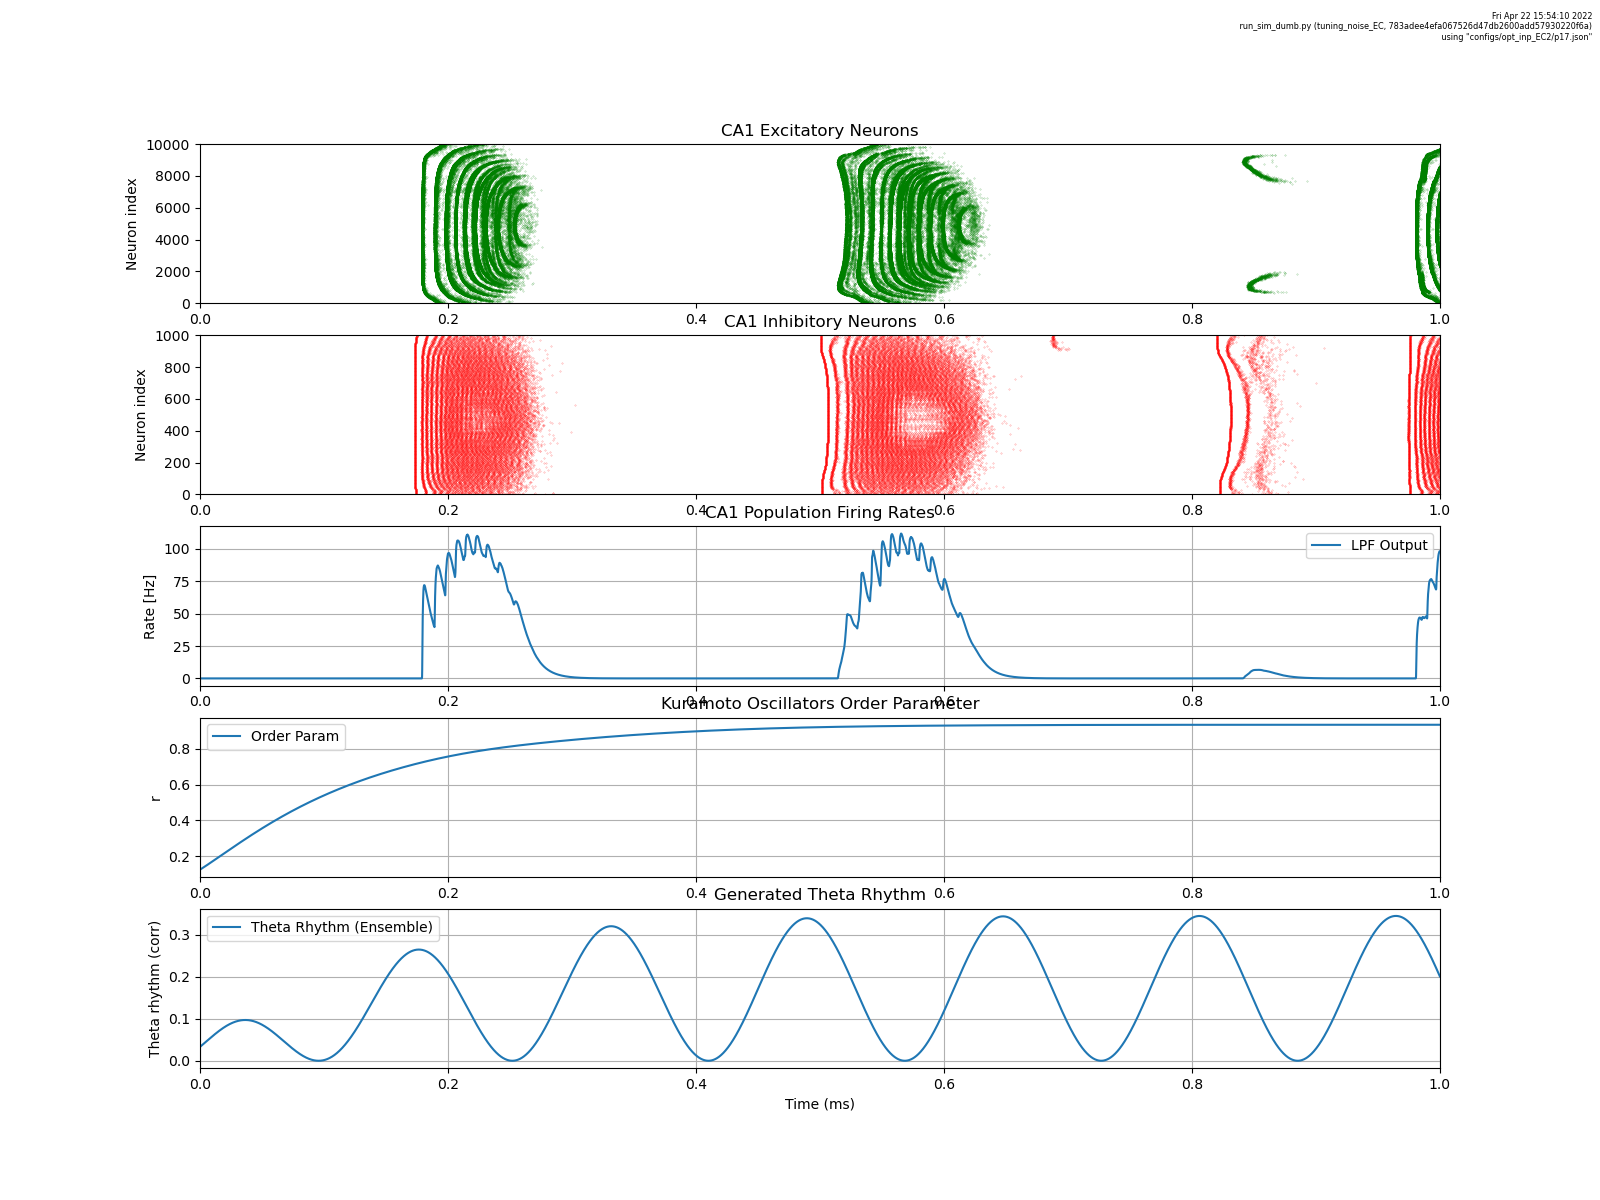 Fri Apr 22 15:54:10 2022
run_sim_dumb.py (tuning_noise_EC, 783adee4efa067526d47db2600add57930220f6a)
using "configs/opt_inp_EC2/p17.json"
CA1 Excitatory Neurons
Neuron index
10000
8000
6000
4000
2000
0
0.0 0.2 0.4 0.6 0.8 1.0
CA1 Inhibitory Neurons
Neuron index
1000
800
600
400
200
0
0.0 0.2 0.4 0.6 0.8 1.0
CA1 Population Firing Rates
Rate [Hz]
100
75
50
25
0
LPF Output
0.0 0.2 0.4 0.6 0.8 1.0
Kuramoto Oscillators Order Parameter
r
0.8
0.6
0.4
0.2
Order Param
0.0 0.2 0.4 0.6 0.8 1.0
Generated Theta Rhythm
Theta rhythm (corr)
0.3
0.2
0.1
0.0
Theta Rhythm (Ensemble)
0.0 0.2 0.4 0.6 0.8 1.0
Time (ms)